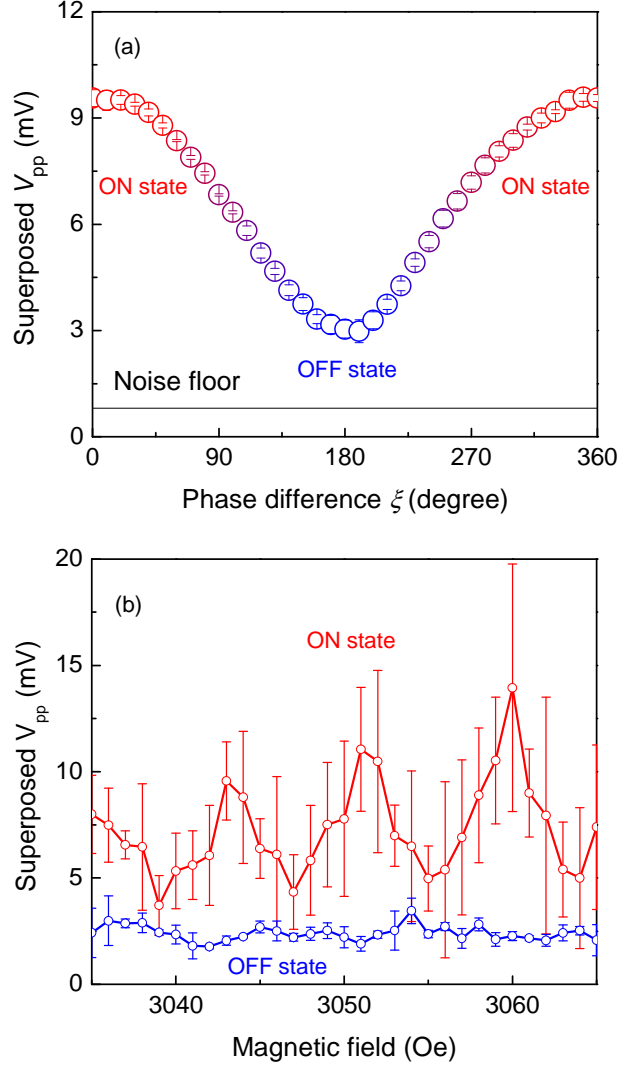 12
(a)
9
Superposed V_pp (mV)
ON state
ON state
6
3
OFF state
Noise floor
0
0 90 180 270 360
Phase difference ξ (degree)
20
(b)
ON state
15
Superposed V_pp (mV)
10
5
OFF state
0
3040 3050 3060
Magnetic field (Oe)